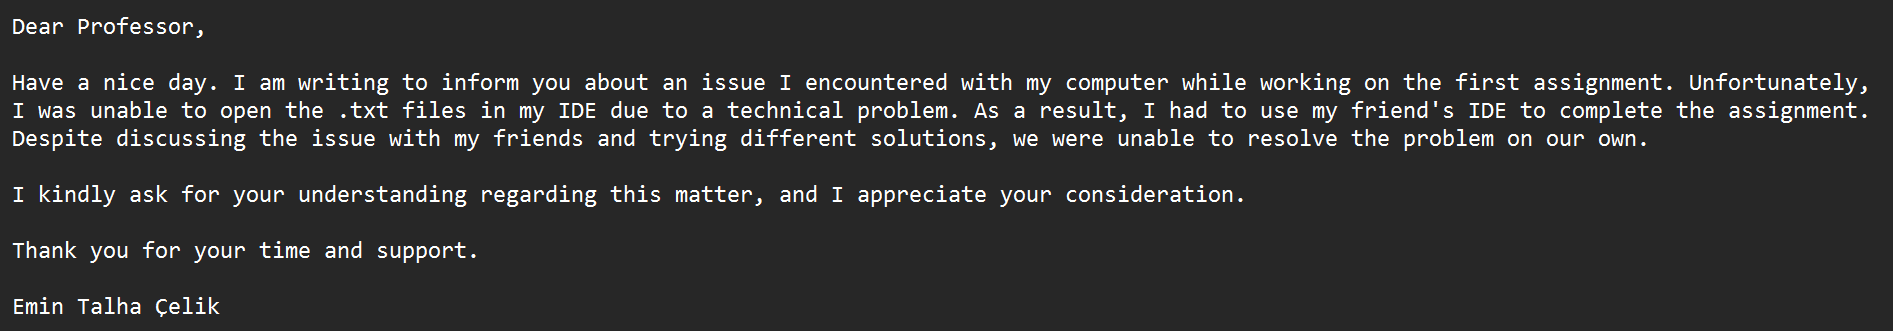 Dear Professor,
Have a nice day. I am writing to inform you about an issue I encountered with my computer while working on the first assignment. Unfortunately,
I was unable to open the .txt files in my IDE due to a technical problem. As a result, I had to use my friend's IDE to complete the assignment.
Despite discussing the issue with my friends and trying different solutions, we were unable to resolve the problem on our own.
I kindly ask for your understanding regarding this matter, and I appreciate your consideration.
Thank you for your time and support.
Emin Talha Çelik